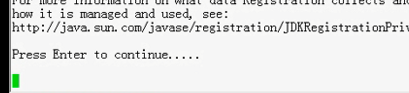 For more information on what data Registration collects an
how it is managed and used, see:
http://java.sun.com/javase/registration/JDKRegistrationPriv
Press Enter to continue.....